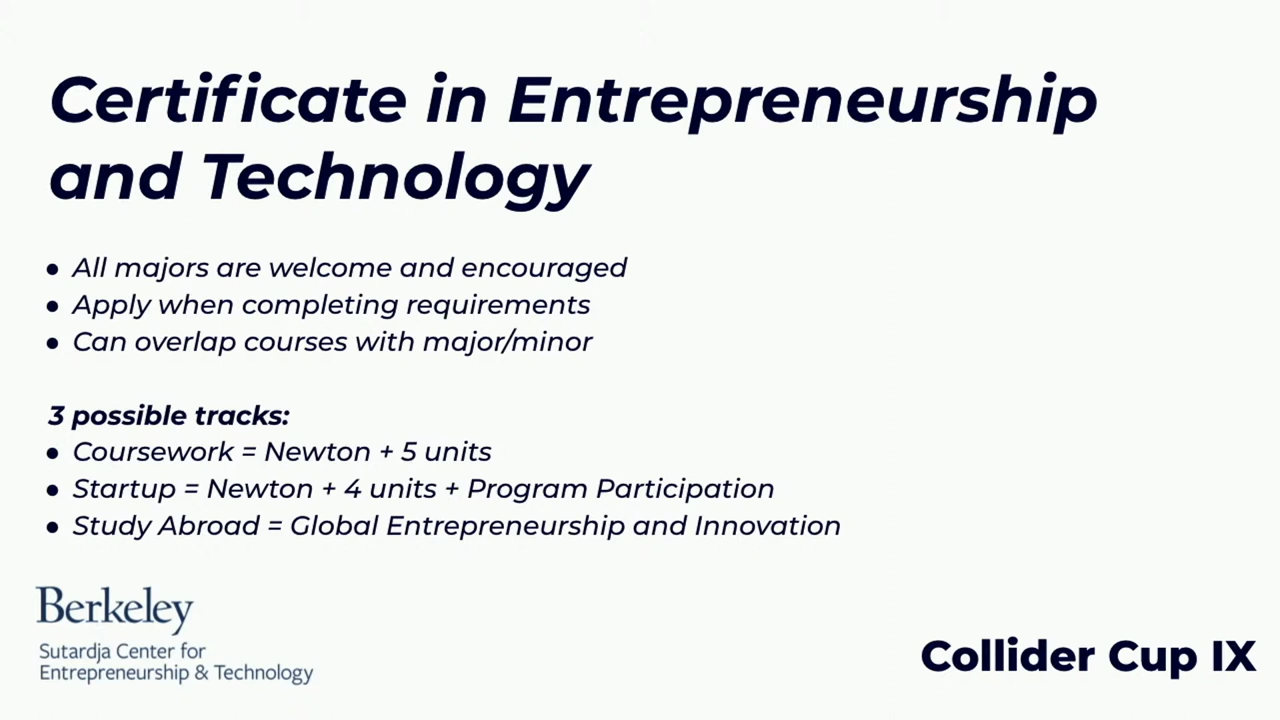 Certificate in Entrepreneurship
and Technology
● All majors are welcome and encouraged
● Apply when completing requirements
● Can overlap courses with major/minor
3 possible tracks:
● Coursework = Newton + 5 units
● Startup = Newton + 4 units + Program Participation
● Study Abroad = Global Entrepreneurship and Innovation
Berkeley
Sutardja Center for
Entrepreneurship & Technology
Collider Cup IX